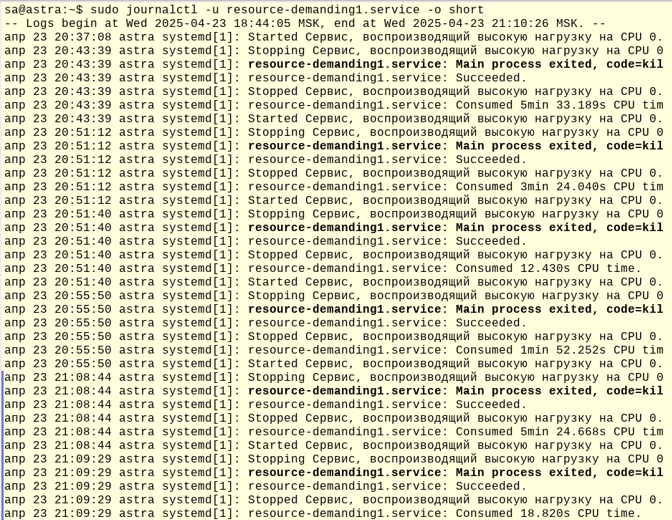 sa@astra:~$ sudo journalctl -u resource-demanding1.service -o short
-- Logs begin at Wed 2025-04-23 18:44:05 MSK, end at Wed 2025-04-23 21:10:26 MSK. --
апр 23 20:37:08 astra systemd[1]: Started Сервис, воспроизводящий высокую нагрузку на CPU 0.
апр 23 20:43:39 astra systemd[1]: Stopping Сервис, воспроизводящий высокую нагрузку на CPU 0
апр 23 20:43:39 astra systemd[1]: resource-demanding1.service: Main process exited, code=kil
апр 23 20:43:39 astra systemd[1]: resource-demanding1.service: Succeeded.
апр 23 20:43:39 astra systemd[1]: Stopped Сервис, воспроизводящий высокую нагрузку на CPU 0.
апр 23 20:43:39 astra systemd[1]: resource-demanding1.service: Consumed 5min 33.189s CPU tim
апр 23 20:43:39 astra systemd[1]: Started Сервис, воспроизводящий высокую нагрузку на CPU 0.
апр 23 20:51:12 astra systemd[1]: Stopping Сервис, воспроизводящий высокую нагрузку на CPU 0
апр 23 20:51:12 astra systemd[1]: resource-demanding1.service: Main process exited, code=kil
апр 23 20:51:12 astra systemd[1]: resource-demanding1.service: Succeeded.
апр 23 20:51:12 astra systemd[1]: Stopped Сервис, воспроизводящий высокую нагрузку на CPU 0.
апр 23 20:51:12 astra systemd[1]: resource-demanding1.service: Consumed 3min 24.040s CPU tim
апр 23 20:51:12 astra systemd[1]: Started Сервис, воспроизводящий высокую нагрузку на CPU 0.
апр 23 20:51:40 astra systemd[1]: Stopping Сервис, воспроизводящий высокую нагрузку на CPU 0
апр 23 20:51:40 astra systemd[1]: resource-demanding1.service: Main process exited, code=kil
апр 23 20:51:40 astra systemd[1]: resource-demanding1.service: Succeeded.
апр 23 20:51:40 astra systemd[1]: Stopped Сервис, воспроизводящий высокую нагрузку на CPU 0.
апр 23 20:51:40 astra systemd[1]: resource-demanding1.service: Consumed 12.430s CPU time.
апр 23 20:51:40 astra systemd[1]: Started Сервис, воспроизводящий высокую нагрузку на CPU 0.
апр 23 20:55:50 astra systemd[1]: Stopping Сервис, воспроизводящий высокую нагрузку на CPU 0
апр 23 20:55:50 astra systemd[1]: resource-demanding1.service: Main process exited, code=kil
апр 23 20:55:50 astra systemd[1]: resource-demanding1.service: Succeeded.
апр 23 20:55:50 astra systemd[1]: Stopped Сервис, воспроизводящий высокую нагрузку на CPU 0.
апр 23 20:55:50 astra systemd[1]: resource-demanding1.service: Consumed 1min 52.252s CPU tim
апр 23 20:55:50 astra systemd[1]: Started Сервис, воспроизводящий высокую нагрузку на CPU 0.
апр 23 21:08:44 astra systemd[1]: Stopping Сервис, воспроизводящий высокую нагрузку на CPU 0
апр 23 21:08:44 astra systemd[1]: resource-demanding1.service: Main process exited, code=kil
апр 23 21:08:44 astra systemd[1]: resource-demanding1.service: Succeeded.
апр 23 21:08:44 astra systemd[1]: Stopped Сервис, воспроизводящий высокую нагрузку на CPU 0.
апр 23 21:08:44 astra systemd[1]: resource-demanding1.service: Consumed 5min 24.668s CPU tim
апр 23 21:08:44 astra systemd[1]: Started Сервис, воспроизводящий высокую нагрузку на CPU 0.
апр 23 21:09:29 astra systemd[1]: Stopping Сервис, воспроизводящий высокую нагрузку на CPU 0
апр 23 21:09:29 astra systemd[1]: resource-demanding1.service: Main process exited, code=kil
апр 23 21:09:29 astra systemd[1]: resource-demanding1.service: Succeeded.
апр 23 21:09:29 astra systemd[1]: Stopped Сервис, воспроизводящий высокую нагрузку на CPU 0.
апр 23 21:09:29 astra systemd[1]: resource-demanding1.service: Consumed 18.820s CPU time.